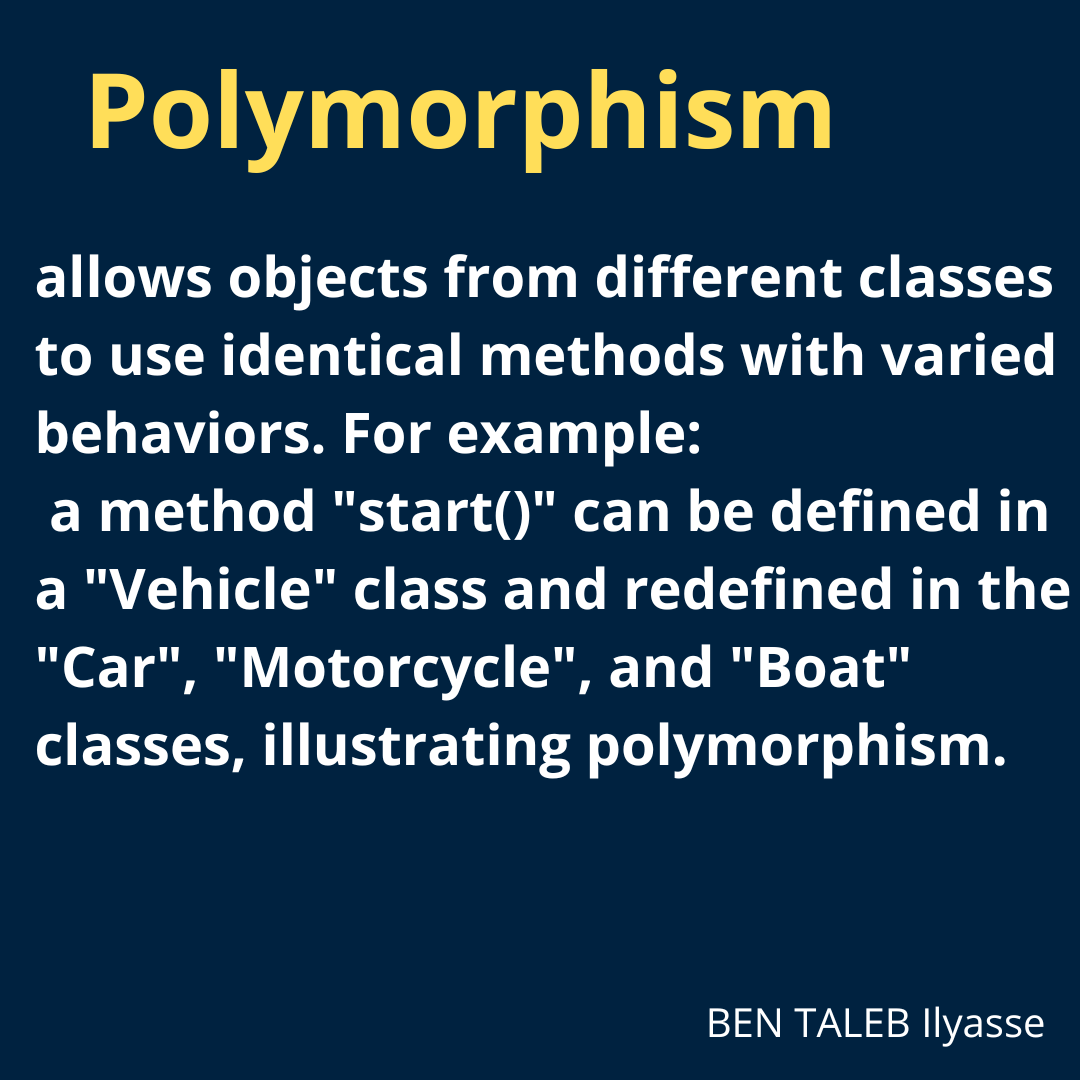 Polymorphism
allows objects from different classes
to use identical methods with varied
behaviors. For example:
a method "start()" can be defined in
a "Vehicle" class and redefined in the
"Car", "Motorcycle", and "Boat"
classes, illustrating polymorphism.
BEN TALEB Ilyasse